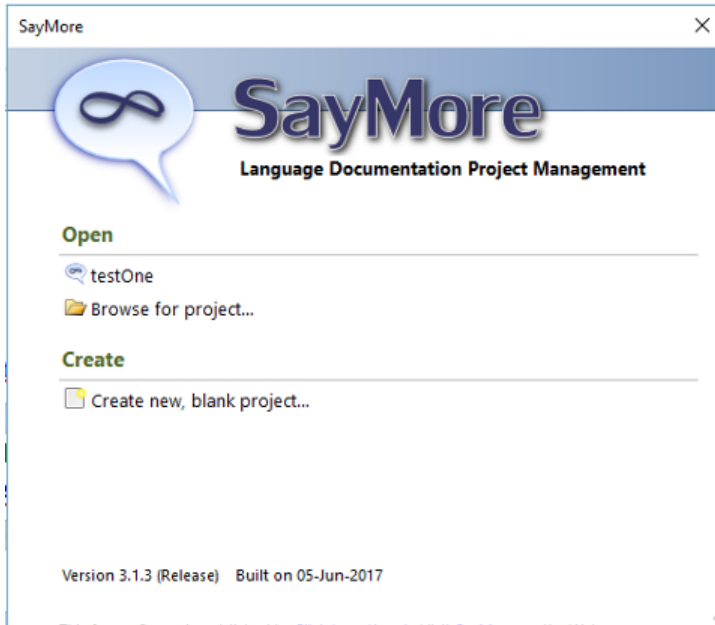 SayMore
SayMore
Language Documentation Project Management
Open
testOne
Browse for project...
Create
Create new, blank project...
Version 3.1.3 (Release) Built on 05-Jun-2017